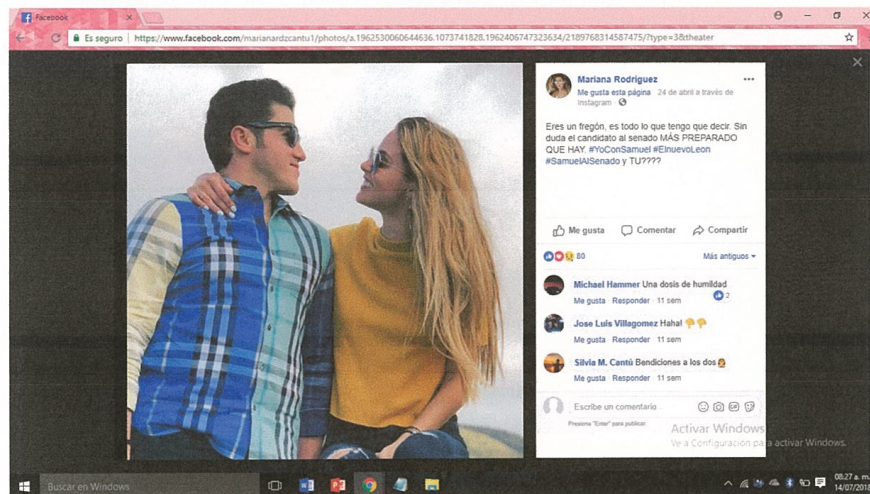 Facebook
Es seguro | https://www.facebook.com/marianardzcantu1/photos/a.1962530060644636.1073741828.1962406747323634/2189768314587475/?type=3&theater
Mariana Rodríguez
Me gusta esta página · 24 de abril a través de
Instagram
Eres un fregón, es todo lo que tengo que decir. Sin
duda el candidato al senado MÁS PREPARADO
QUE HAY. #YoConSamuel #ElnuevoLeon
#SamuelAlSenado y TU????
Me gusta Comentar Compartir
80 Más antiguos
Michael Hammer Una dosis de humildad
Me gusta · Responder · 11 sem 2
Jose Luis Villagomez Haha! 👇👇
Me gusta · Responder · 11 sem
Silvia M. Cantú Bendiciones a los dos
Me gusta · Responder · 11 sem
Escribe un comentario
GIF
Presiona "Enter" para publicar.
Activar Windows
Ve a Configuración para activar Windows.
Buscar en Windows
08:27 a. m.
14/07/2018